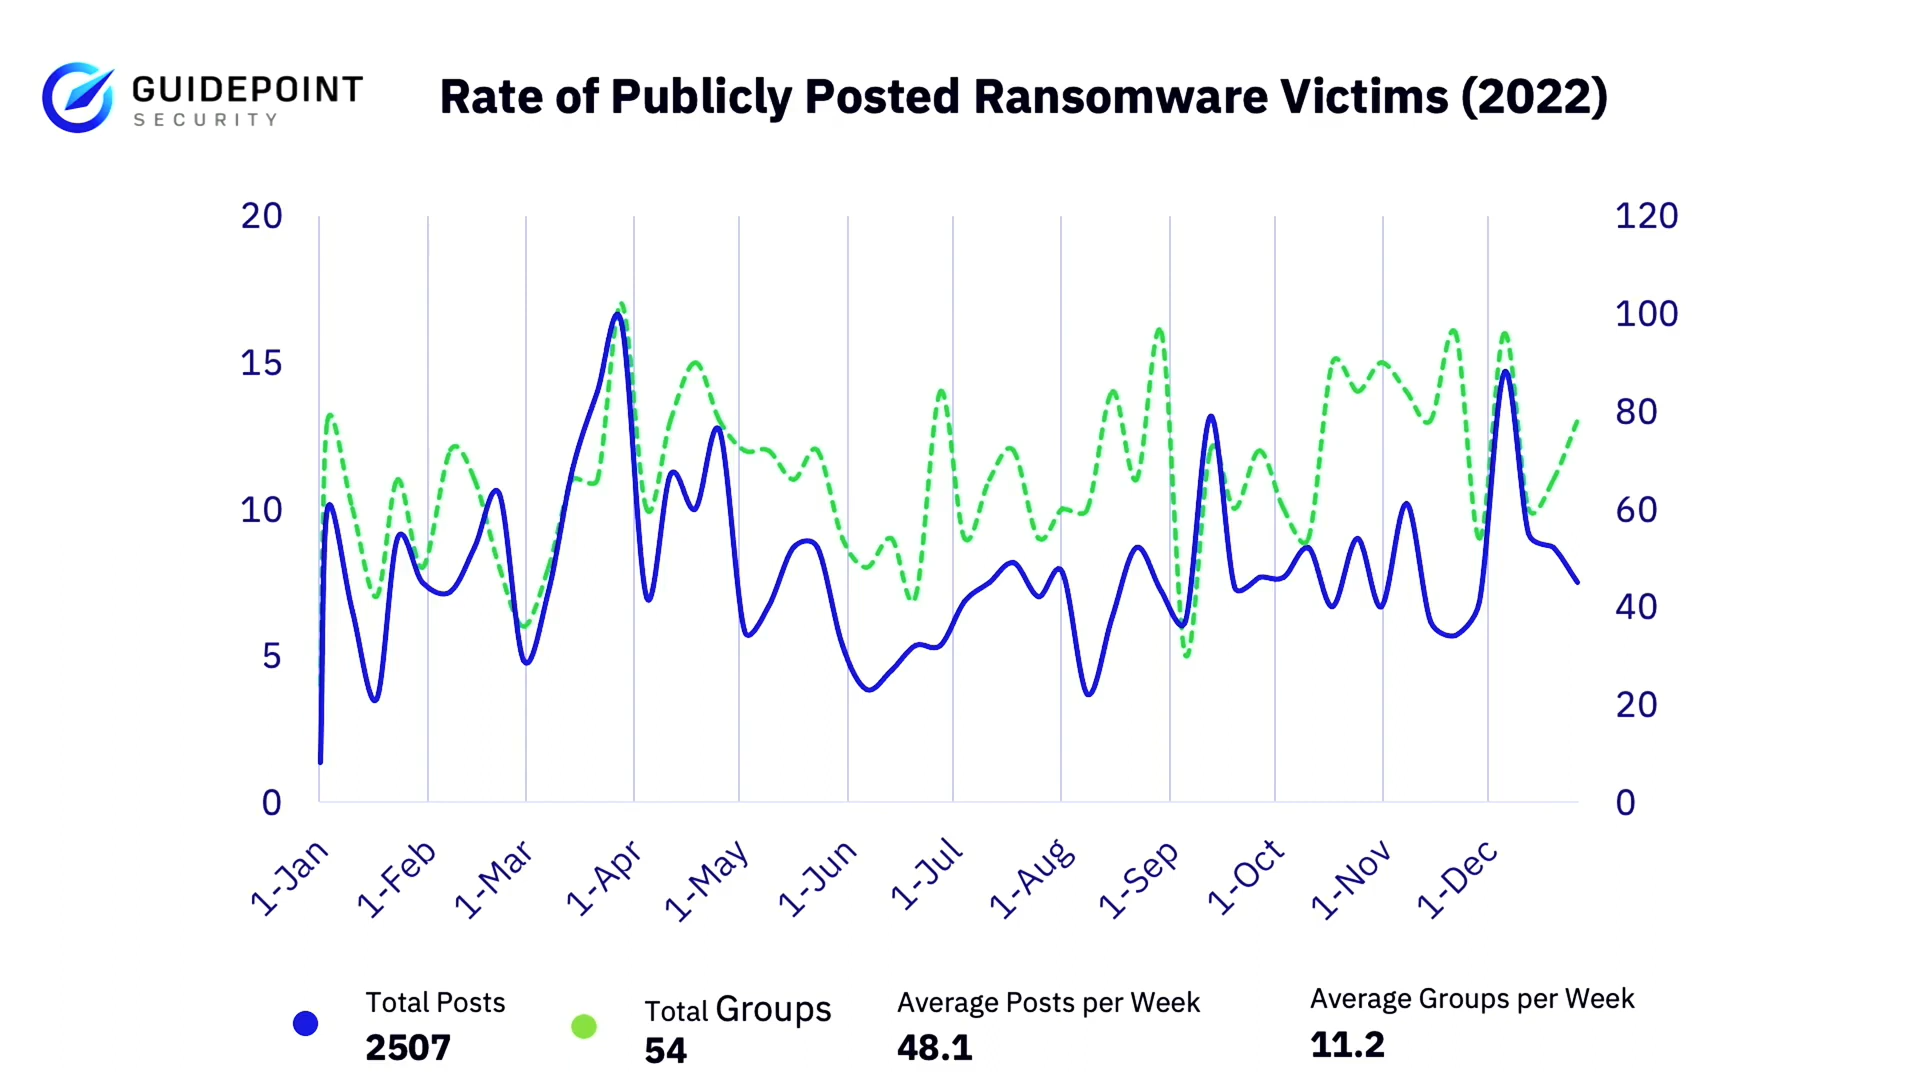 GUIDEPOINT
SECURITY
Rate of Publicly Posted Ransomware Victims (2022)
20
15
10
5
0
120
100
80
60
40
20
0
1-Jan
1-Feb
1-Mar
1-Apr
1-May
1-Jun
1-Jul
1-Aug
1-Sep
1-Oct
1-Nov
1-Dec
Total Posts
2507
Total Groups
54
Average Posts per Week
48.1
Average Groups per Week
11.2